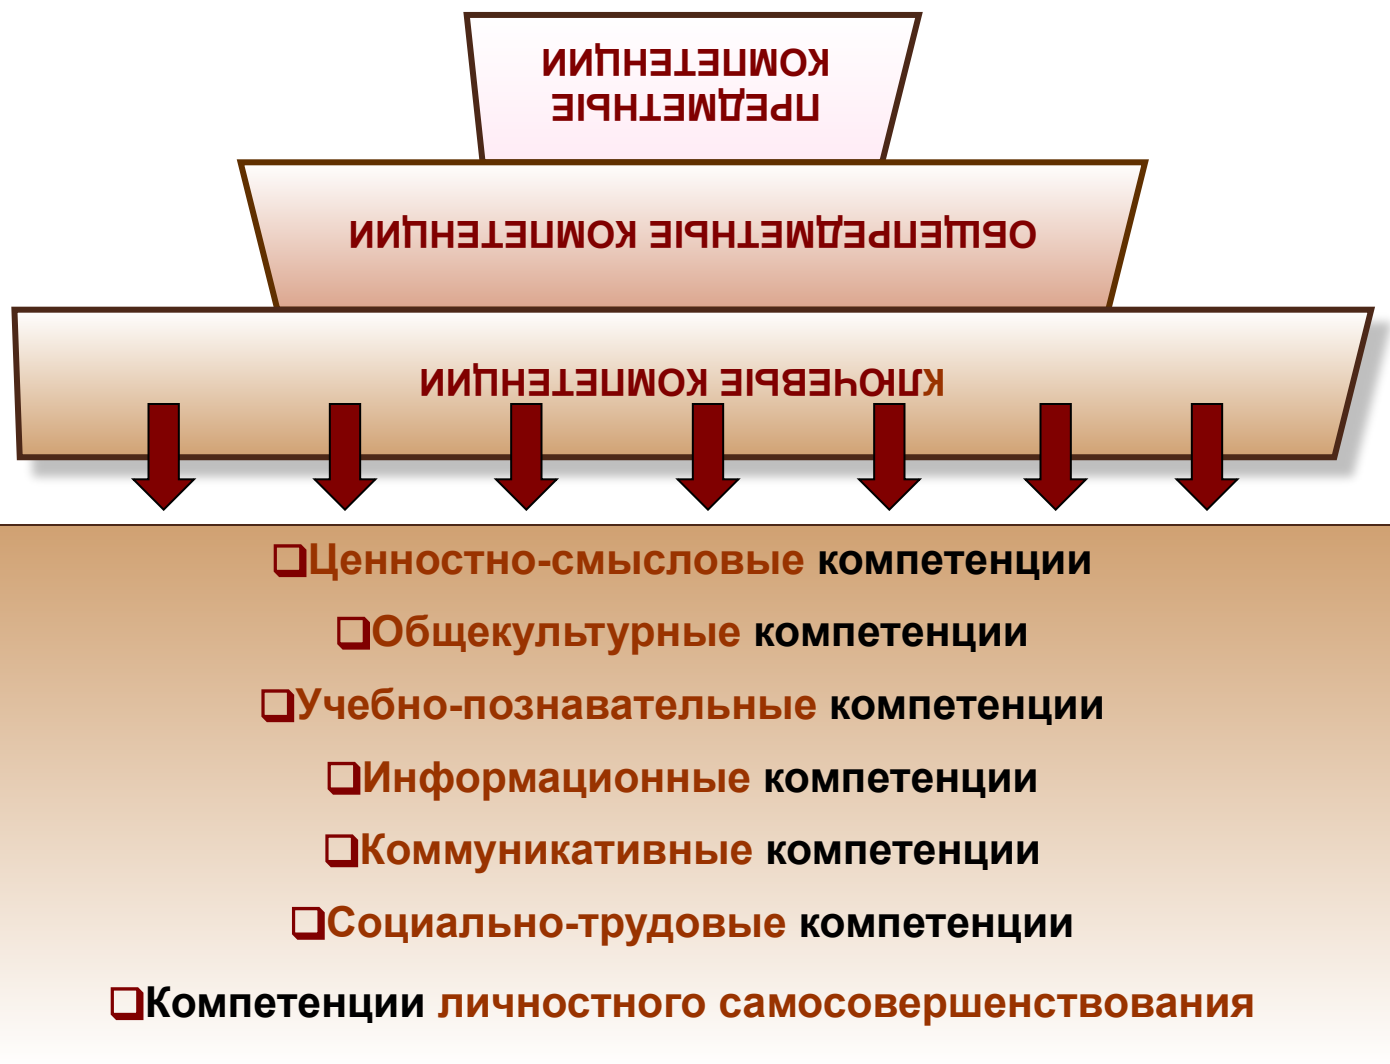 ПРЕДМЕТНЫЕ
КОМПЕТЕНЦИИ
ОБЩЕПРЕДМЕТНЫЕ КОМПЕТЕНЦИИ
КЛЮЧЕВЫЕ КОМПЕТЕНЦИИ
Ценностно-смысловые компетенции
Общекультурные компетенции
Учебно-познавательные компетенции
Информационные компетенции
Коммуникативные компетенции
Социально-трудовые компетенции
Компетенции личностного самосовершенствования